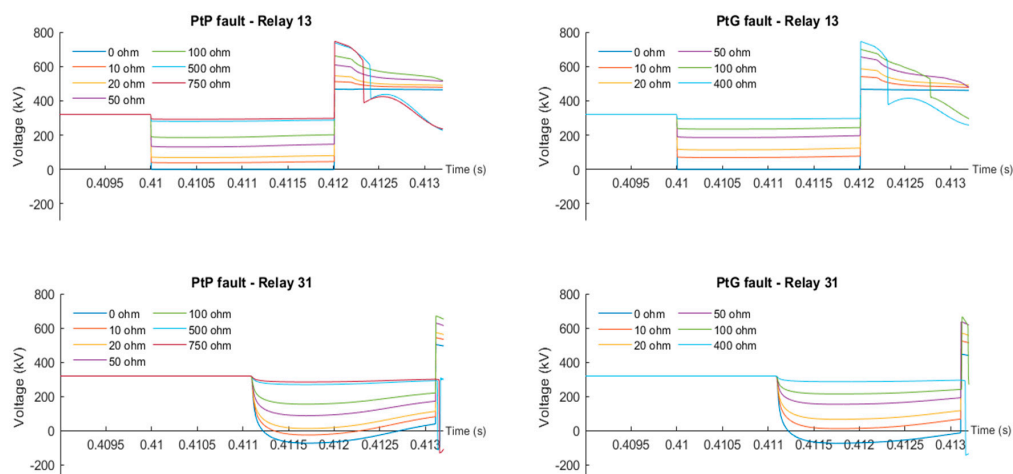 PtP fault - Relay 13
800
600
400
200
0
-200
Voltage (kV)
0 ohm
10 ohm
20 ohm
50 ohm
100 ohm
500 ohm
750 ohm
0.4095
0.41
0.4105
0.411
0.4115
0.412
0.4125
0.413
Time (s)
PtG fault - Relay 13
800
600
400
200
0
-200
Voltage (kV)
0 ohm
10 ohm
20 ohm
50 ohm
100 ohm
400 ohm
0.4095
0.41
0.4105
0.411
0.4115
0.412
0.4125
0.413
Time (s)
PtP fault - Relay 31
800
600
400
200
0
-200
Voltage (kV)
0 ohm
10 ohm
20 ohm
50 ohm
100 ohm
500 ohm
750 ohm
0.4095
0.41
0.4105
0.411
0.4115
0.412
0.4125
0.413
Time (s)
PtG fault - Relay 31
800
600
400
200
0
-200
Voltage (kV)
0 ohm
10 ohm
20 ohm
50 ohm
100 ohm
400 ohm
0.4095
0.41
0.4105
0.411
0.4115
0.412
0.4125
0.413
Time (s)